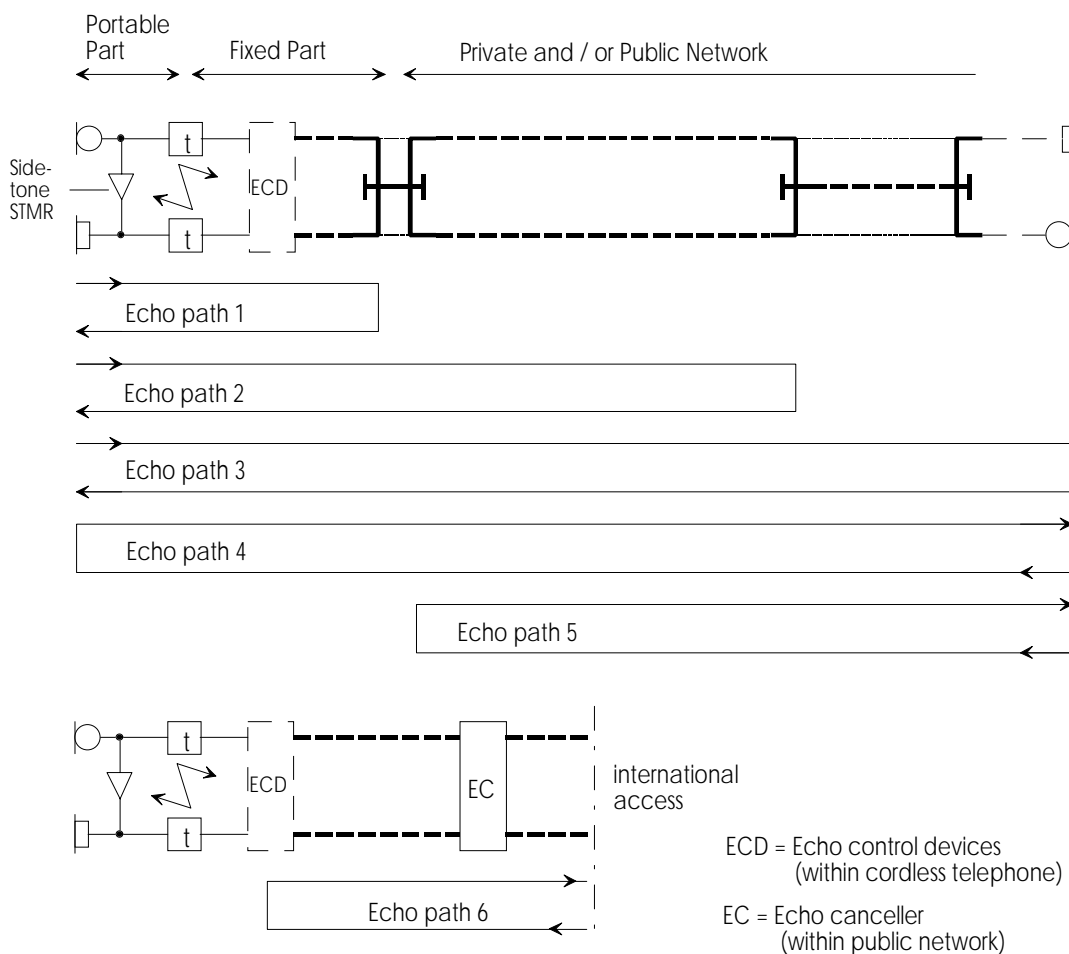 Portable
Part
Fixed Part
Private and / or Public Network
t
ECD
Side-
tone
STMR
t
Echo path 1
Echo path 2
Echo path 3
Echo path 4
Echo path 5
t
ECD
EC
international
access
t
ECD = Echo control devices
(within cordless telephone)
Echo path 6
EC = Echo canceller
(within public network)